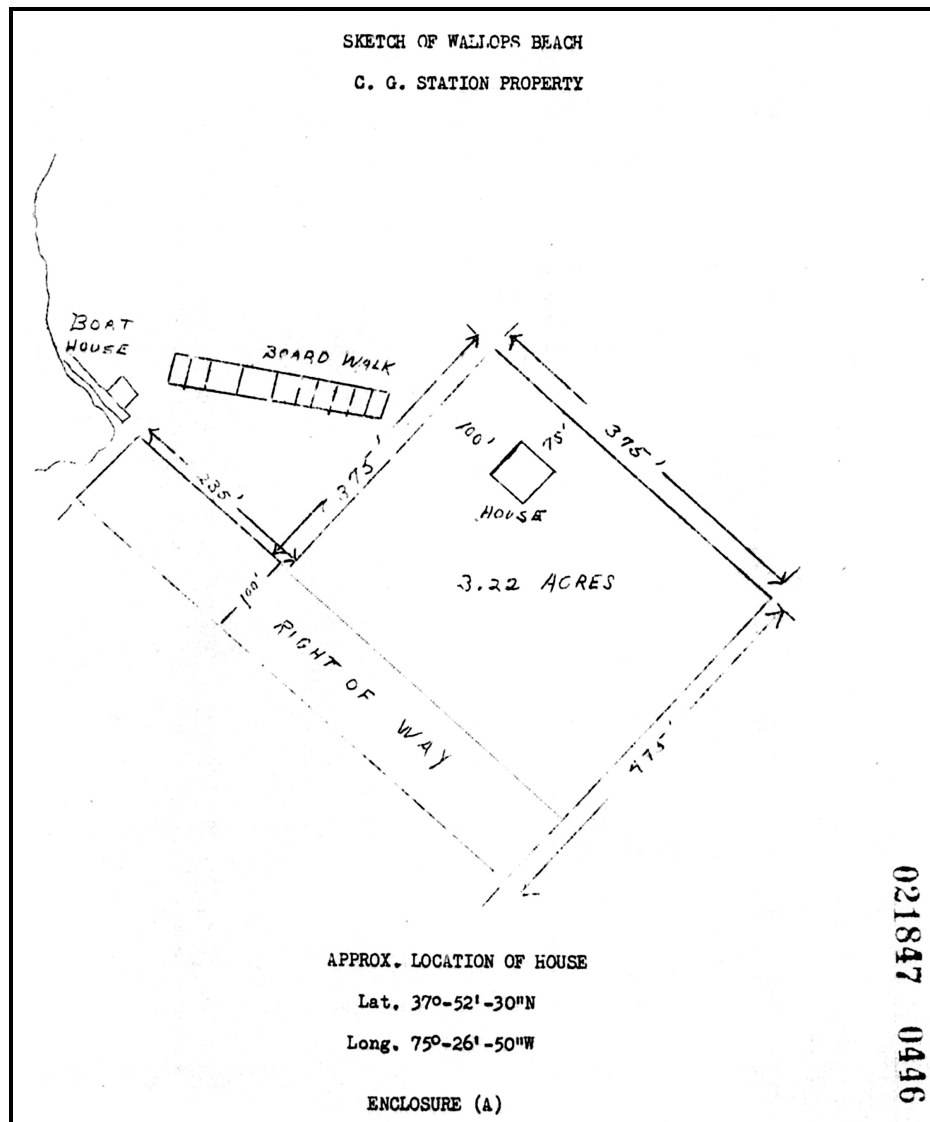 SKETCH OF WALLOPS BEACH
C. G. STATION PROPERTY
BOAT
HOUSE
BOARD WALK
235'
375'
100'
75'
HOUSE
375'
3.22 ACRES
100'
RIGHT OF WAY
475'
APPROX. LOCATION OF HOUSE
Lat. 37°-52'-30"N
Long. 75°-26'-50"W
ENCLOSURE (A)
021847 0446